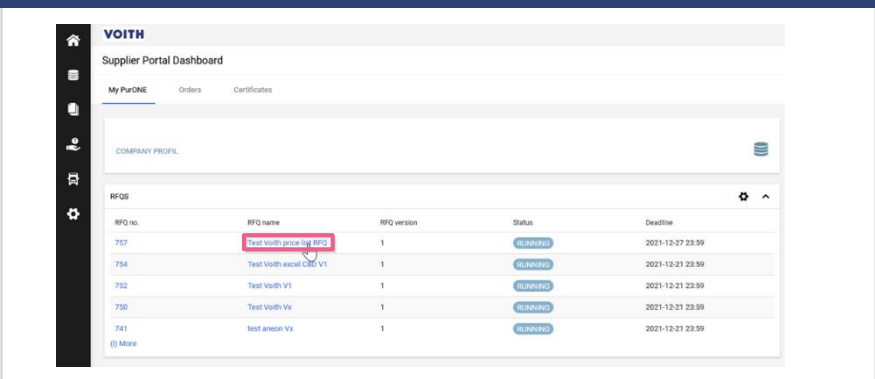 VOITH
Supplier Portal Dashboard
My PurONE Orders Certificates
COMPANY PROFIL
RFQS
RFQ no. RFQ name RFQ version Status Deadline
757 Test Voith price list RFQ 1 RUNNING 2021-12-27 23:59
754 Test Voith excel CBD V1 1 RUNNING 2021-12-21 23:59
752 Test Voith V1 1 RUNNING 2021-12-21 23:59
750 Test Voith Vx 1 RUNNING 2021-12-21 23:59
741 test aneon Vx 1 RUNNING 2021-12-21 23:59
(i) More